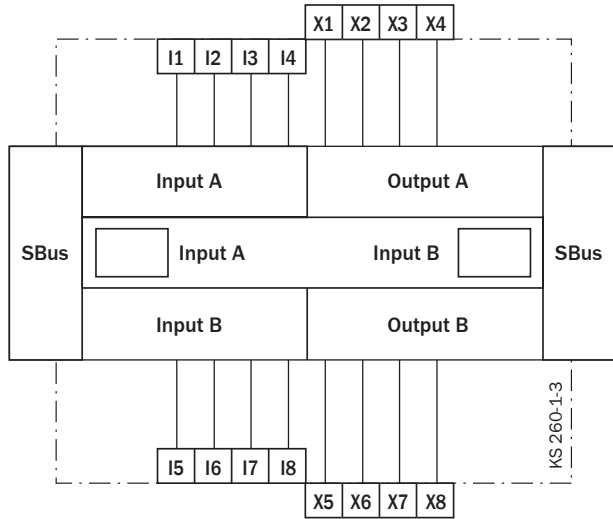 X1 X2 X3 X4
I1 I2 I3 I4
Input A Output A
SBus Input A Input B SBus
Input B Output B
KS 260-1-3
I5 I6 I7 I8
X5 X6 X7 X8